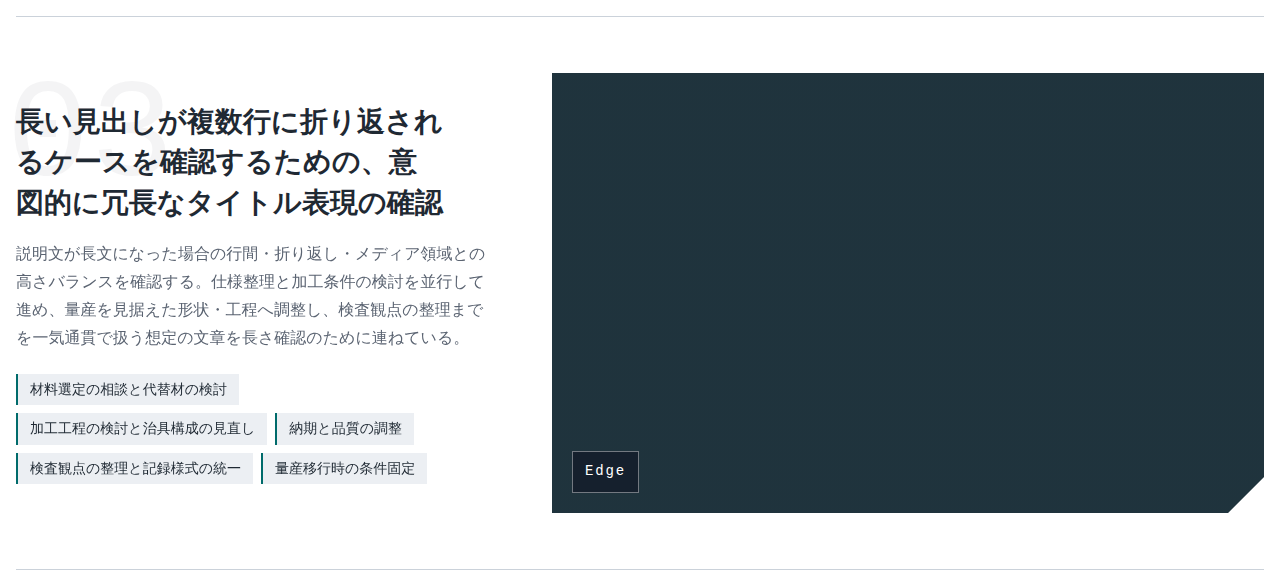 03
長い見出しが複数行に折り返され
るケースを確認するための、意
図的に冗長なタイトル表現の確認
説明文が長文になった場合の行間・折り返し・メディア領域との
高さバランスを確認する。仕様整理と加工条件の検討を並行して
進め、量産を見据えた形状・工程へ調整し、検査観点の整理まで
を一気通貫で扱う想定の文章を長さ確認のために連ねている。
材料選定の相談と代替材の検討
加工工程の検討と治具構成の見直し 納期と品質の調整
検査観点の整理と記録様式の統一 量産移行時の条件固定
Edge